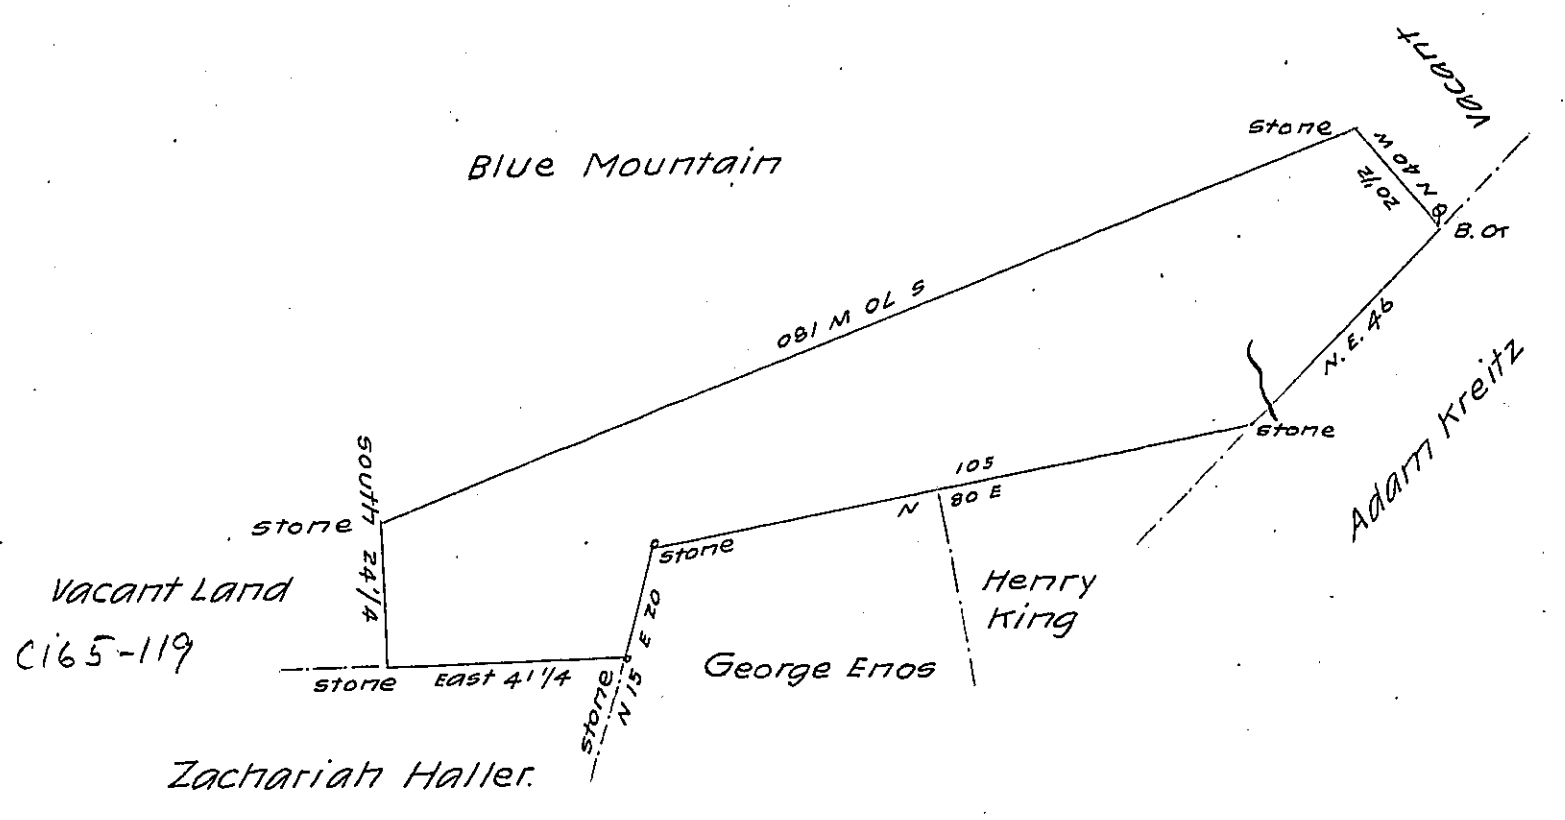 vacant
stone
Blue Mountain
N 40 W
20 1/2
B. Or
S 70 W 180
N. E. 46
Adam Kreitz
stone
105
N 80 E
South 24 1/4
stone
stone
Vacant Land
Henry
King
C165-119
N 15 E 20
George Enos
stone
East 41 1/4
stone
Zachariah Haller.